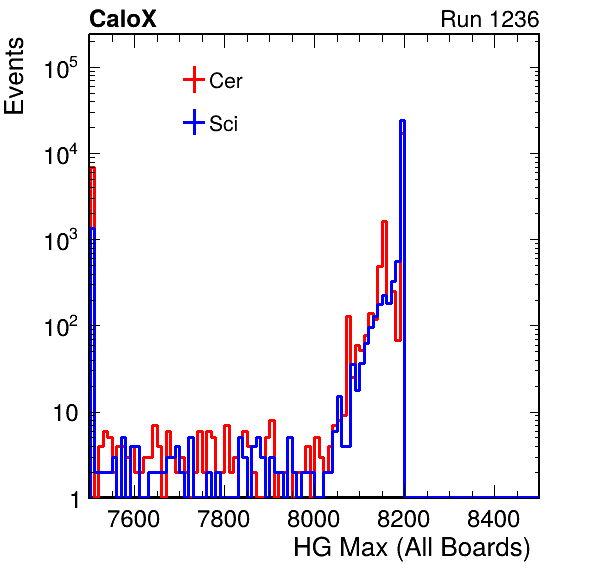 CaloX Run 1236
Events
10^5
10^4
10^3
10^2
10
1
Cer
Sci
7600 7800 8000 8200 8400
HG Max (All Boards)